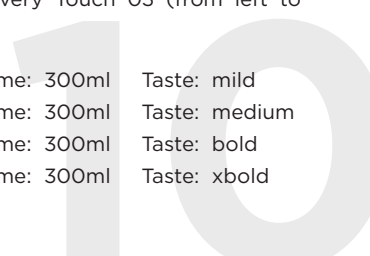 very Touch 03 (from left to
me: 300ml Taste: mild
me: 300ml Taste: medium
me: 300ml Taste: bold
me: 300ml Taste: xbold
10